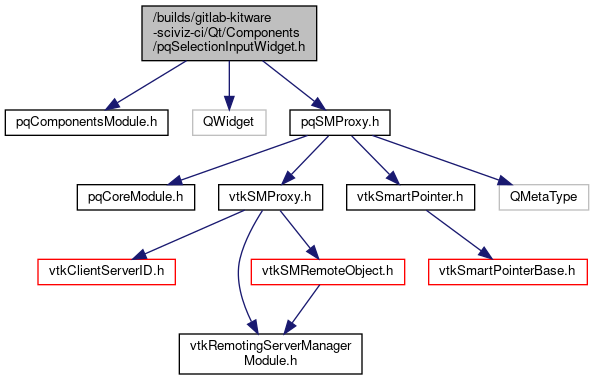 /builds/gitlab-kitware
-sciviz-ci/Qt/Components
/pqSelectionInputWidget.h
pqComponentsModule.h
QWidget
pqSMProxy.h
pqCoreModule.h
vtkSMProxy.h
vtkSmartPointer.h
QMetaType
vtkClientServerID.h
vtkSMRemoteObject.h
vtkSmartPointerBase.h
vtkRemotingServerManager
Module.h